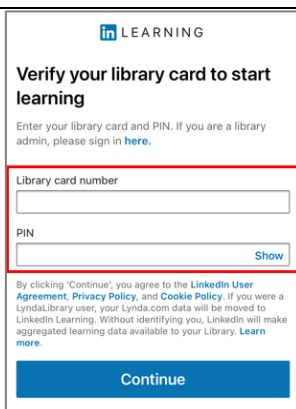 in LEARNING
Verify your library card to start
learning
Enter your library card and PIN. If you are a library
admin, please sign in here.
Library card number
PIN
Show
By clicking 'Continue', you agree to the LinkedIn User
Agreement, Privacy Policy, and Cookie Policy. If you were a
LyndaLibrary user, your Lynda.com data will be moved to
LinkedIn Learning. Without identifying you, LinkedIn will make
aggregated learning data available to your Library. Learn
more.
Continue